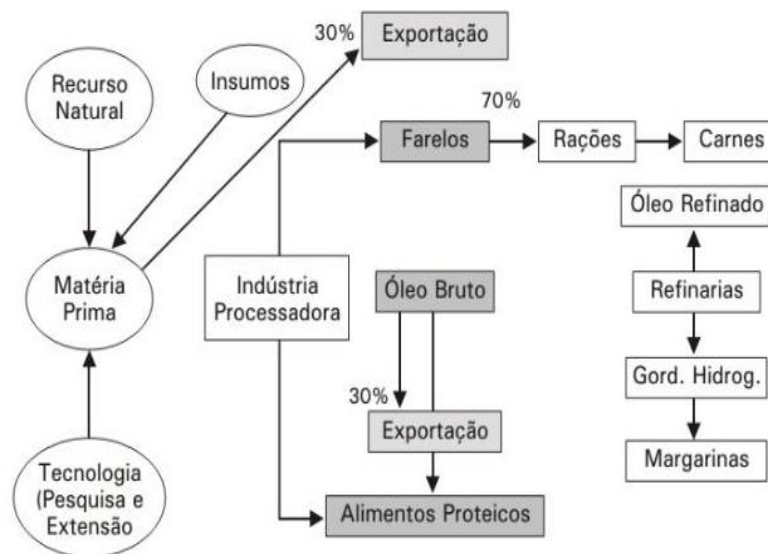 30%
Exportação
Recurso
Natural
Insumos
70%
Farelos
Rações
Carnes
Óleo Refinado
Matéria
Prima
Indústria
Processadora
Óleo Bruto
Refinarias
30%
Gord. Hidrog.
Exportação
Margarinas
Tecnologia
(Pesquisa e
Extensão
Alimentos Proteicos